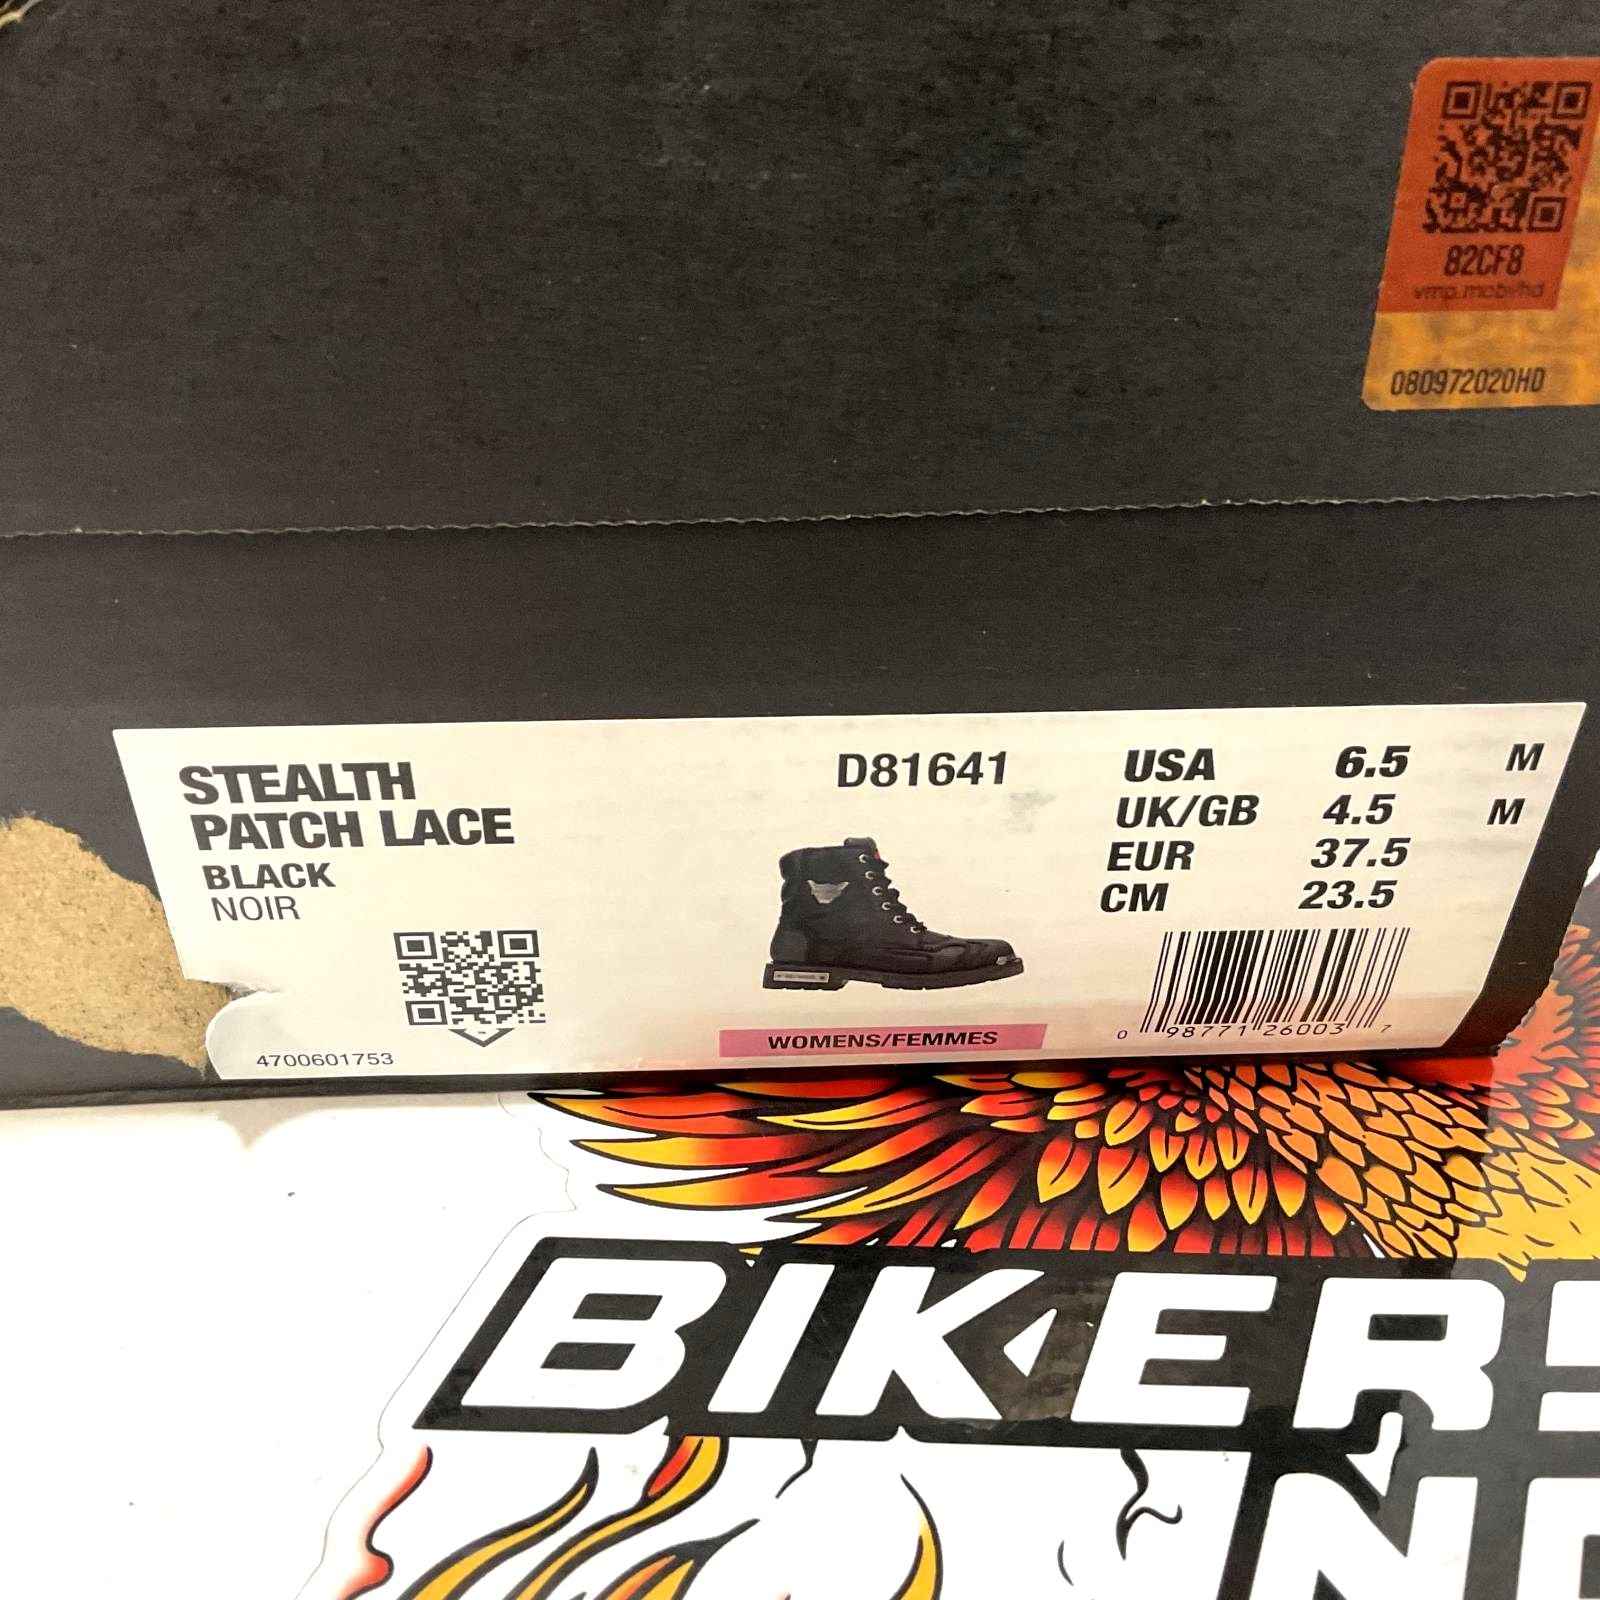 82CF8
vmp.mobi/hd
080972020HD
STEALTH
PATCH LACE
BLACK
NOIR
4700601753
D81641
WOMENS/FEMMES
USA 6.5 M
UK/GB 4.5 M
EUR 37.5
CM 23.5
0 98771 26003 7
BIKERS